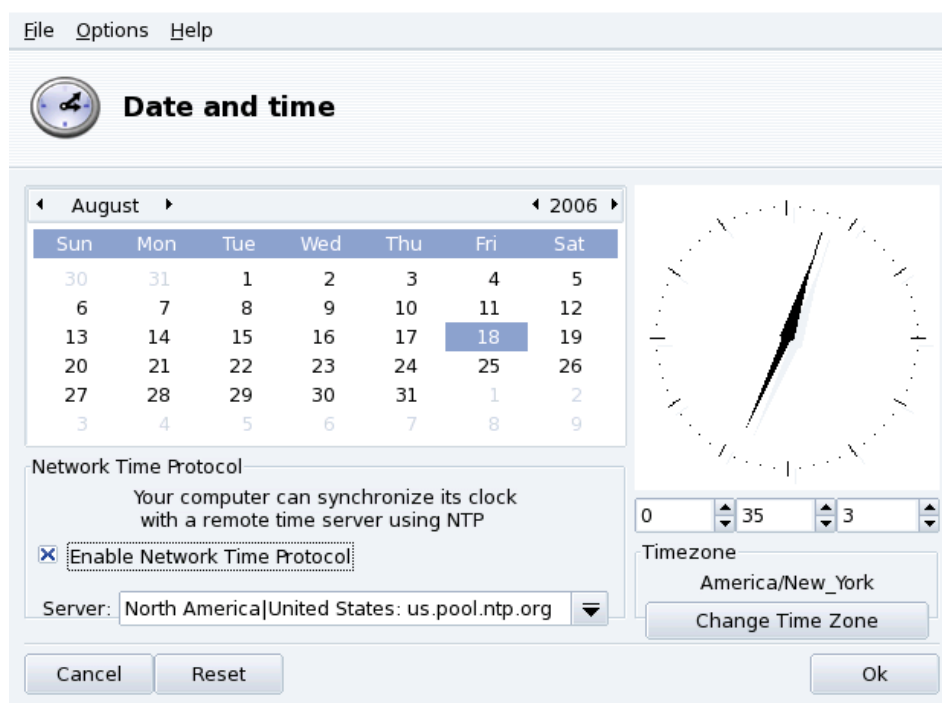 File Options Help
Date and time
August 2006
Sun Mon Tue Wed Thu Fri Sat
30 31 1 2 3 4 5
6 7 8 9 10 11 12
13 14 15 16 17 18 19
20 21 22 23 24 25 26
27 28 29 30 31 1 2
3 4 5 6 7 8 9
Network Time Protocol
Your computer can synchronize its clock
with a remote time server using NTP
Enable Network Time Protocol
Server: North America|United States: us.pool.ntp.org
0 35 3
Timezone
America/New_York
Change Time Zone
Cancel Reset Ok